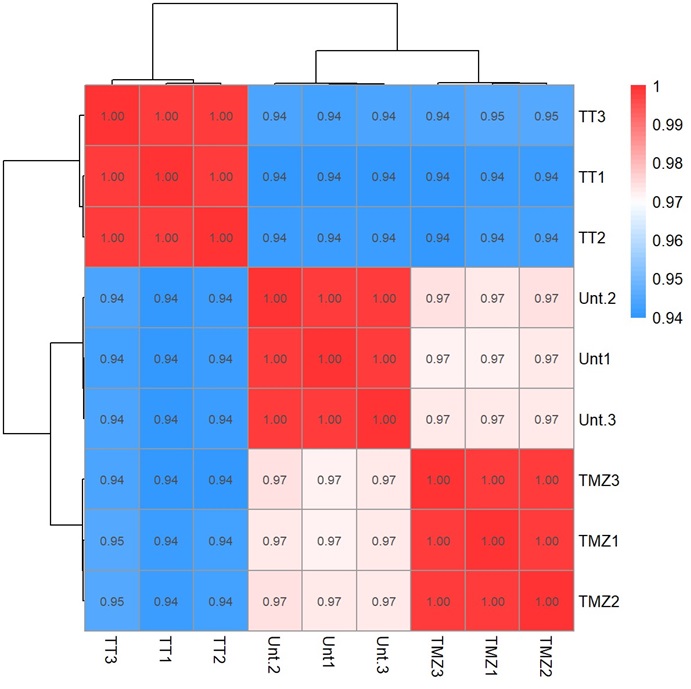 1.00 1.00 1.00 0.94 0.94 0.94 0.94 0.95 0.95 TT3
1.00 1.00 1.00 0.94 0.94 0.94 0.94 0.94 0.94 TT1
1.00 1.00 1.00 0.94 0.94 0.94 0.94 0.94 0.94 TT2
0.94 0.94 0.94 1.00 1.00 1.00 0.97 0.97 0.97 Unt.2
0.94 0.94 0.94 1.00 1.00 1.00 0.97 0.97 0.97 Unt1
0.94 0.94 0.94 1.00 1.00 1.00 0.97 0.97 0.97 Unt.3
0.94 0.94 0.94 0.97 0.97 0.97 1.00 1.00 1.00 TMZ3
0.95 0.94 0.94 0.97 0.97 0.97 1.00 1.00 1.00 TMZ1
0.95 0.94 0.94 0.97 0.97 0.97 1.00 1.00 1.00 TMZ2
TT3 TT1 TT2 Unt.2 Unt1 Unt.3 TMZ3 TMZ1 TMZ2
1
0.99
0.98
0.97
0.96
0.95
0.94